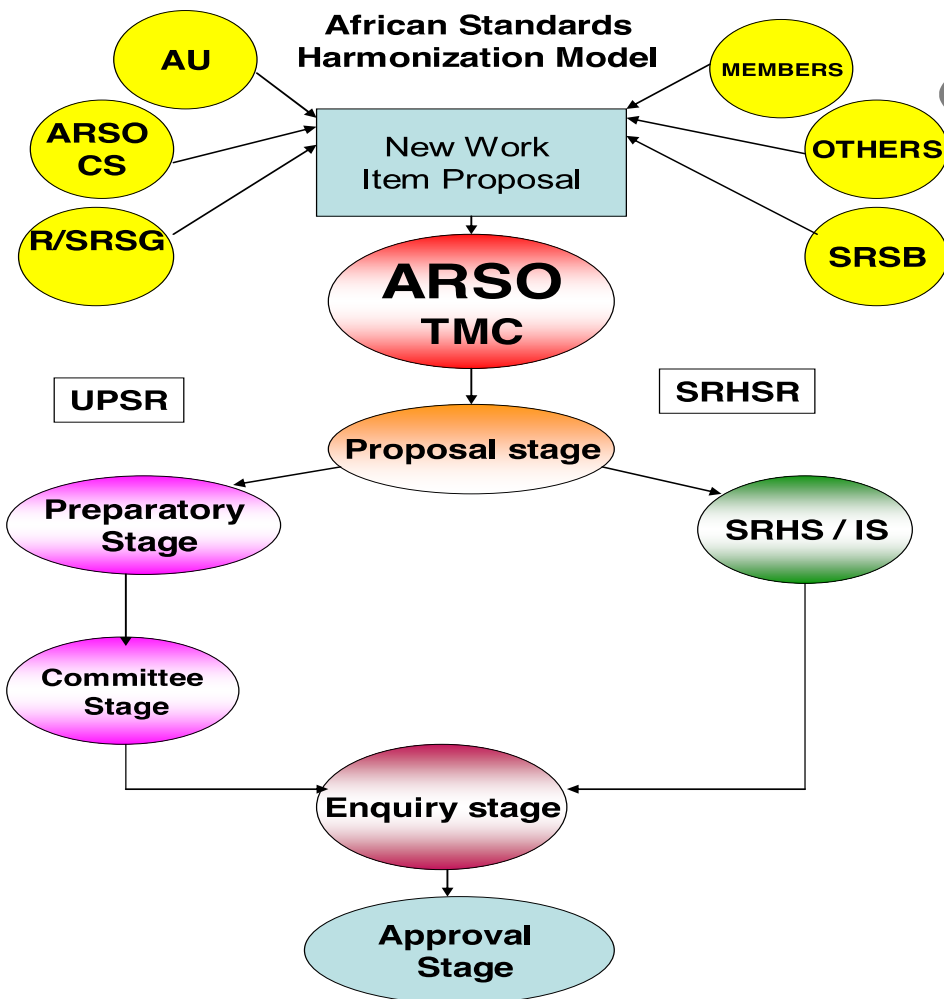 African Standards
Harmonization Model
AU
MEMBERS
ARSO
CS
New Work
Item Proposal
OTHERS
R/SRSG
SRSB
ARSO
TMC
UPSR
SRHSR
Proposal stage
Preparatory
Stage
SRHS / IS
Committee
Stage
Enquiry stage
Approval
Stage